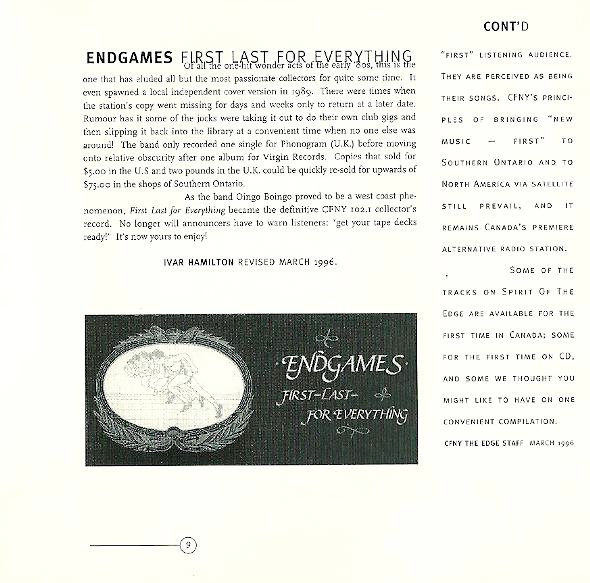 CONT'D
ENDGAMES FIRST LAST FOR EVERYTHING
Of all the one-hit wonder acts of the early '80s, this is the
one that has eluded all but the most passionate collectors for quite some time. It
even spawned a local independent cover version in 1989. There were times when
the station's copy went missing for days and weeks only to return at a later date.
Rumour has it some of the jocks were taking it out to do their own club gigs and
then slipping it back into the library at a convenient time when no one else was
around! The band only recorded one single for Phonogram (U.K.) before moving
onto relative obscurity after one album for Virgin Records. Copies that sold for
$5.00 in the U.S and two pounds in the U.K. could be quickly re-sold for upwards of
$75.00 in the shops of Southern Ontario.
As the band Oingo Boingo proved to be a west coast phe-
nomenon, First Last for Everything became the definitive CFNY 102.1 collector's
record. No longer will announcers have to warn listeners: "get your tape decks
ready!" It's now yours to enjoy!
IVAR HAMILTON REVISED MARCH 1996.
·ENDGAMES·
FIRST-LAST-
FOR·EVERYTHING
9
"FIRST" LISTENING AUDIENCE.
THEY ARE PERCEIVED AS BEING
THEIR SONGS. CFNY'S PRINCI-
PLES OF BRINGING "NEW
MUSIC — FIRST" TO
SOUTHERN ONTARIO AND TO
NORTH AMERICA VIA SATELLITE
STILL PREVAIL, AND IT
REMAINS CANADA'S PREMIERE
ALTERNATIVE RADIO STATION.
SOME OF THE
TRACKS ON SPIRIT OF THE
EDGE ARE AVAILABLE FOR THE
FIRST TIME IN CANADA; SOME
FOR THE FIRST TIME ON CD,
AND SOME WE THOUGHT YOU
MIGHT LIKE TO HAVE ON ONE
CONVENIENT COMPILATION.
CFNY THE EDGE STAFF MARCH 1996